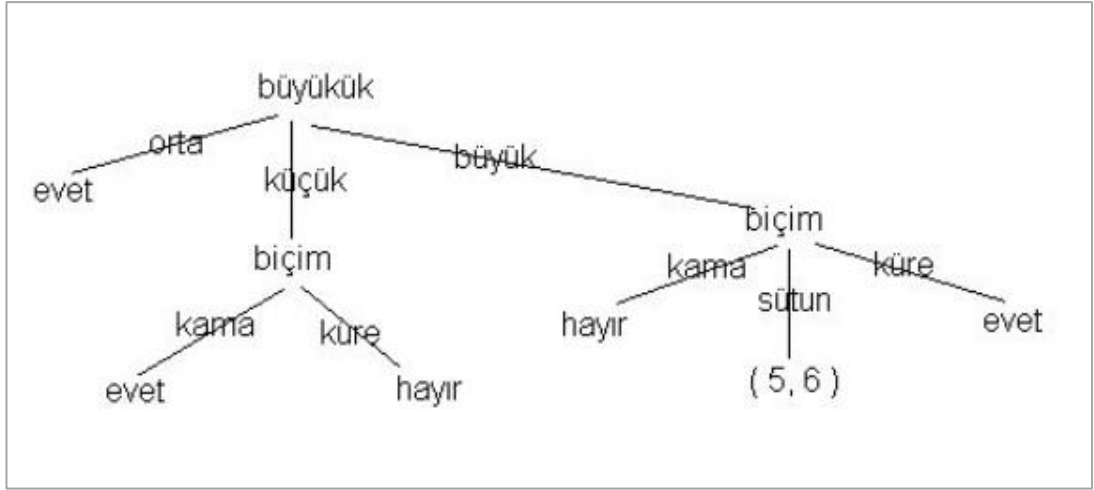 büyükük
orta
küçük
büyük
evet
biçim
biçim
kama
küre
kama
sütun
küre
evet
hayır
hayır
( 5, 6 )
evet